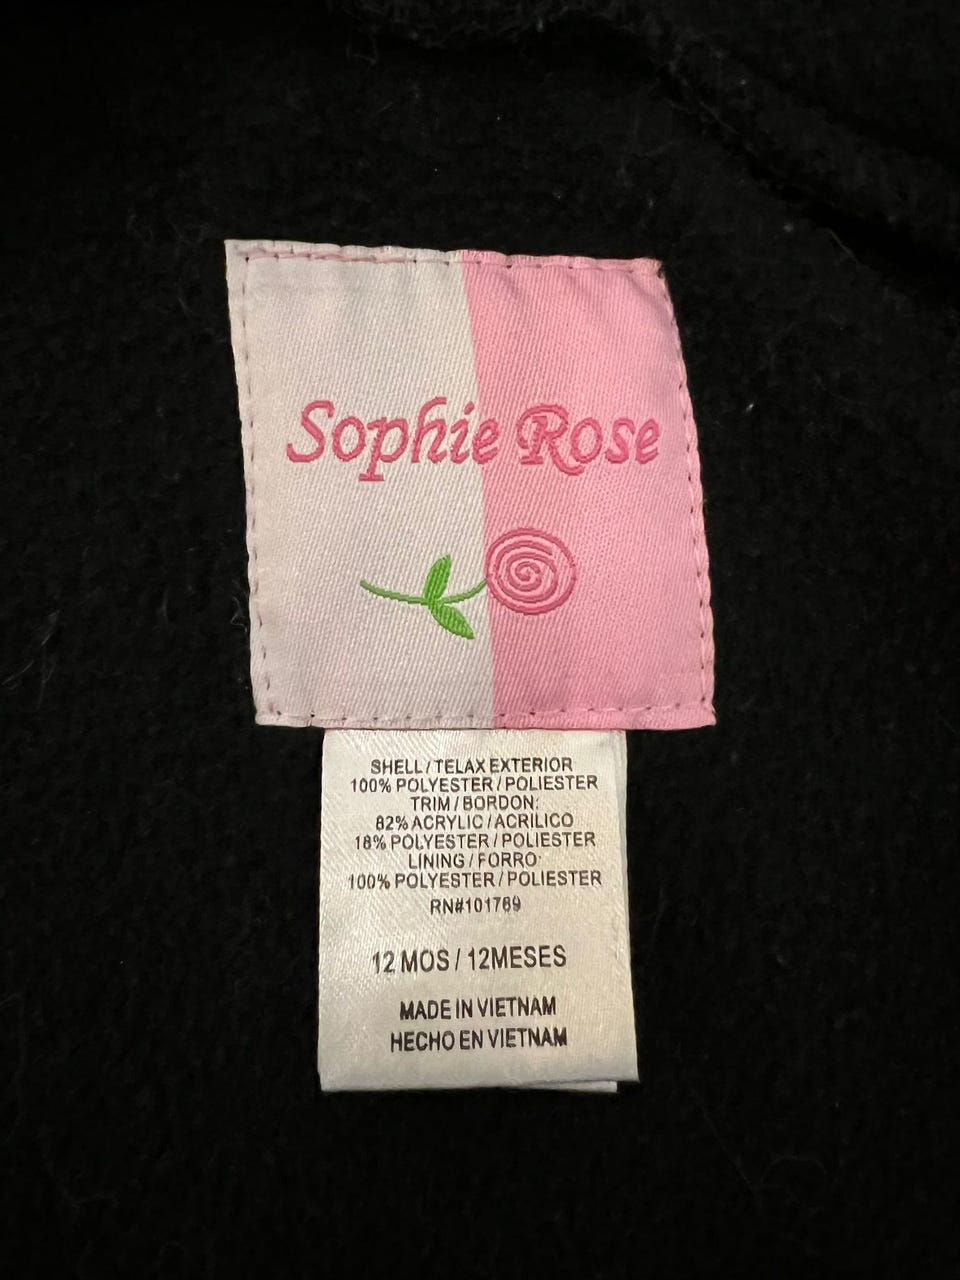 Sophie Rose
SHELL / TELAX EXTERIOR
100% POLYESTER / POLIESTER
TRIM / BORDON:
82% ACRYLIC / ACRILICO
18% POLYESTER / POLIESTER
LINING / FORRO:
100% POLYESTER / POLIESTER
RN#101769
12 MOS / 12MESES
MADE IN VIETNAM
HECHO EN VIETNAM